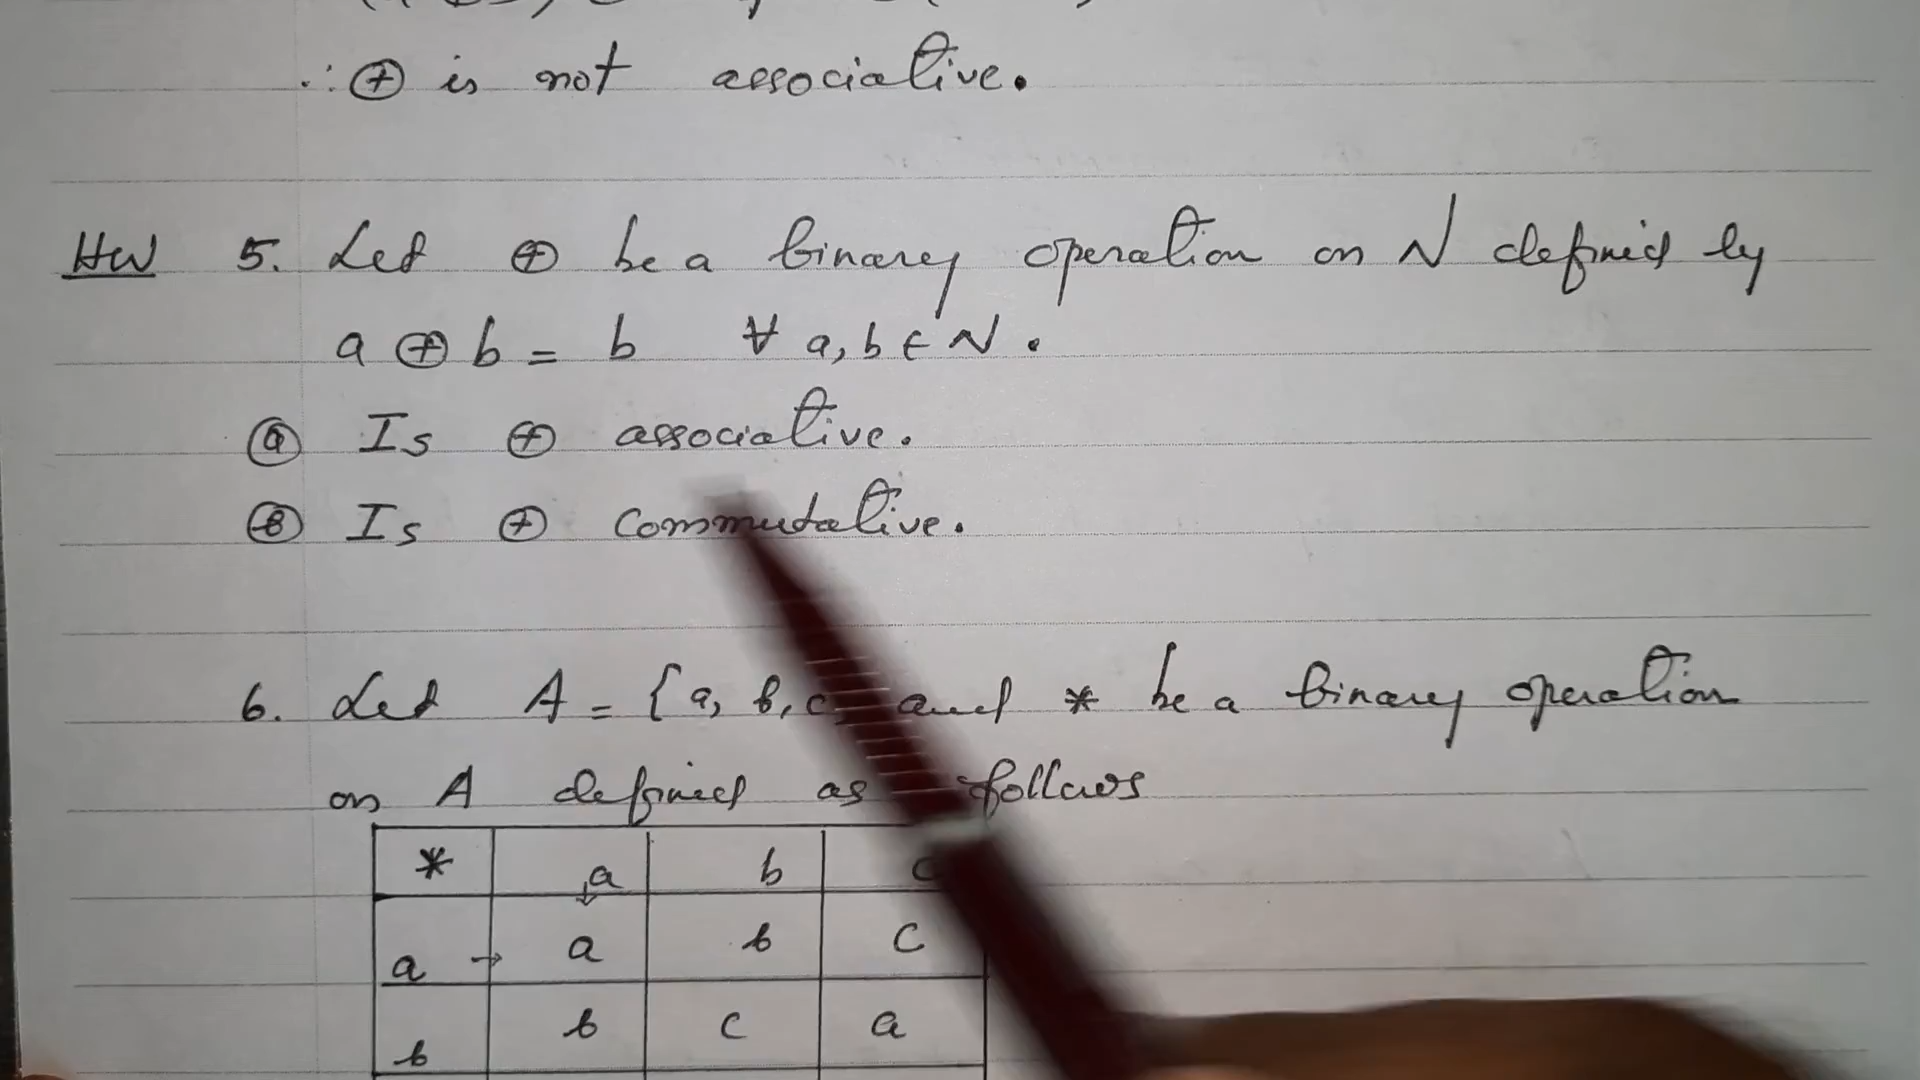 ∴ ⊕ is not associative.
HW 5. Let ⊕ be a binary operation on N defined by
a ⊕ b = b ∀ a, b ∈ N.
ⓐ Is ⊕ associative.
ⓑ Is ⊕ commutative.
6. Let A = {a, b, c, and * be a binary operation
on A defined as follows
* a b c
a → a b c
b b c a